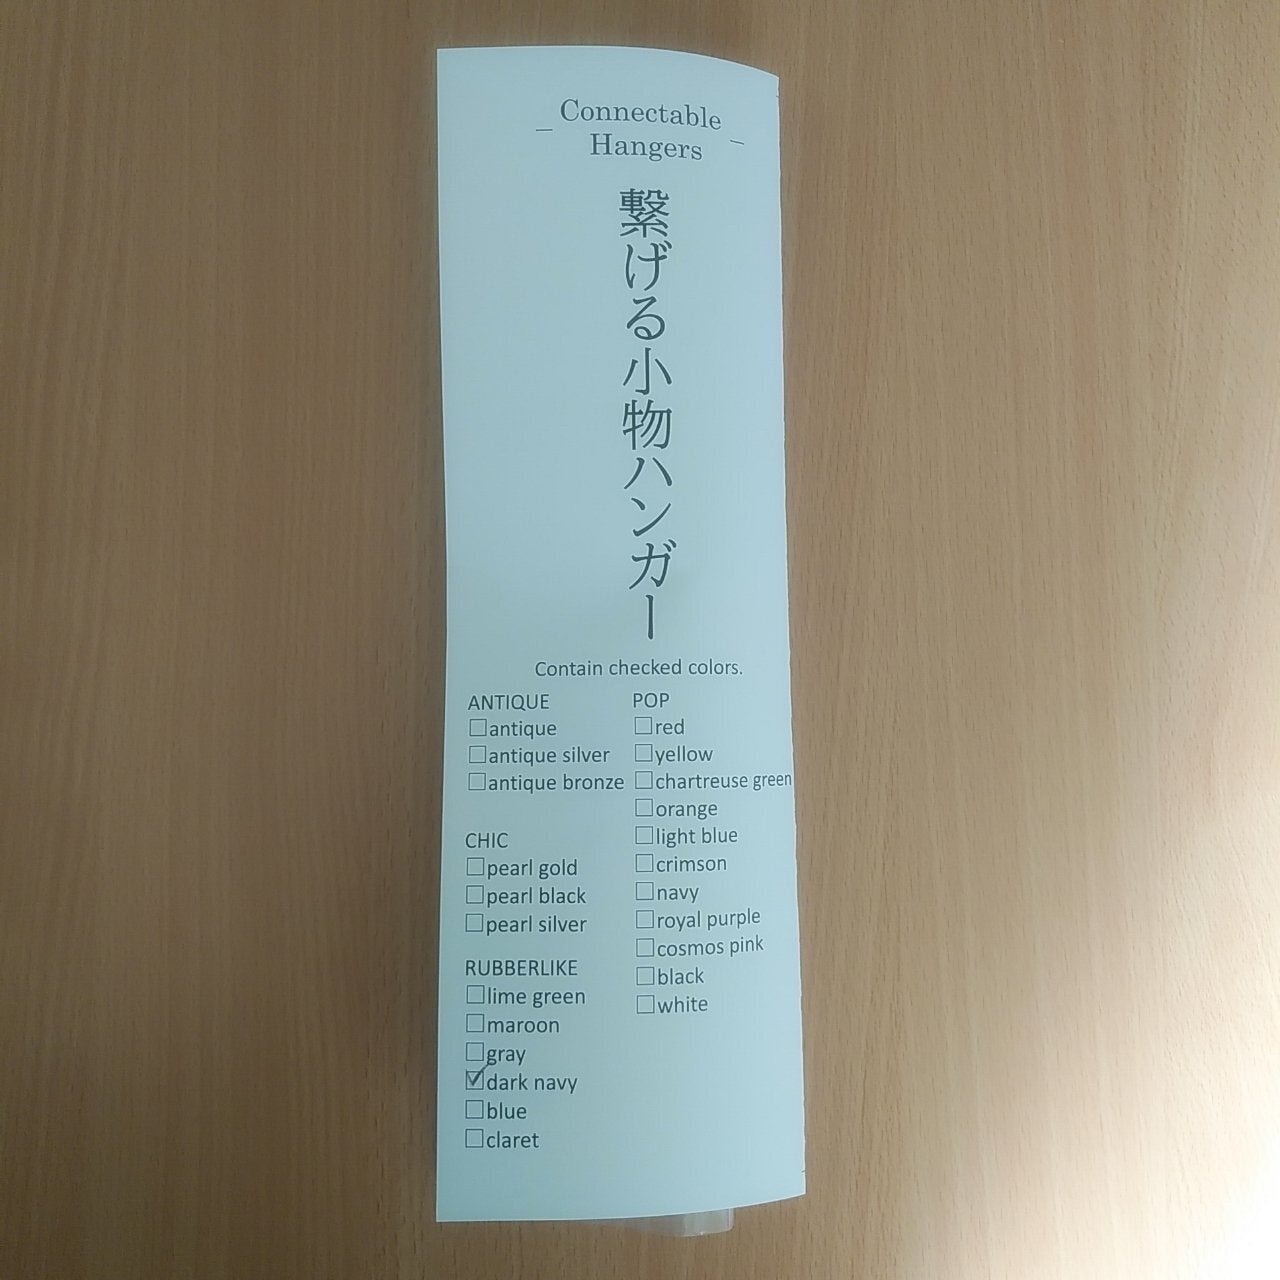 Connectable
Hangers
繋げる小物ハンガー
Contain checked colors.
ANTIQUE
☐antique
☐antique silver
☐antique bronze
CHIC
☐pearl gold
☐pearl black
☐pearl silver
RUBBERLIKE
☐lime green
☐maroon
☐gray
☑dark navy
☐blue
☐claret
POP
☐red
☐yellow
☐chartreuse green
☐orange
☐light blue
☐crimson
☐navy
☐royal purple
☐cosmos pink
☐black
☐white